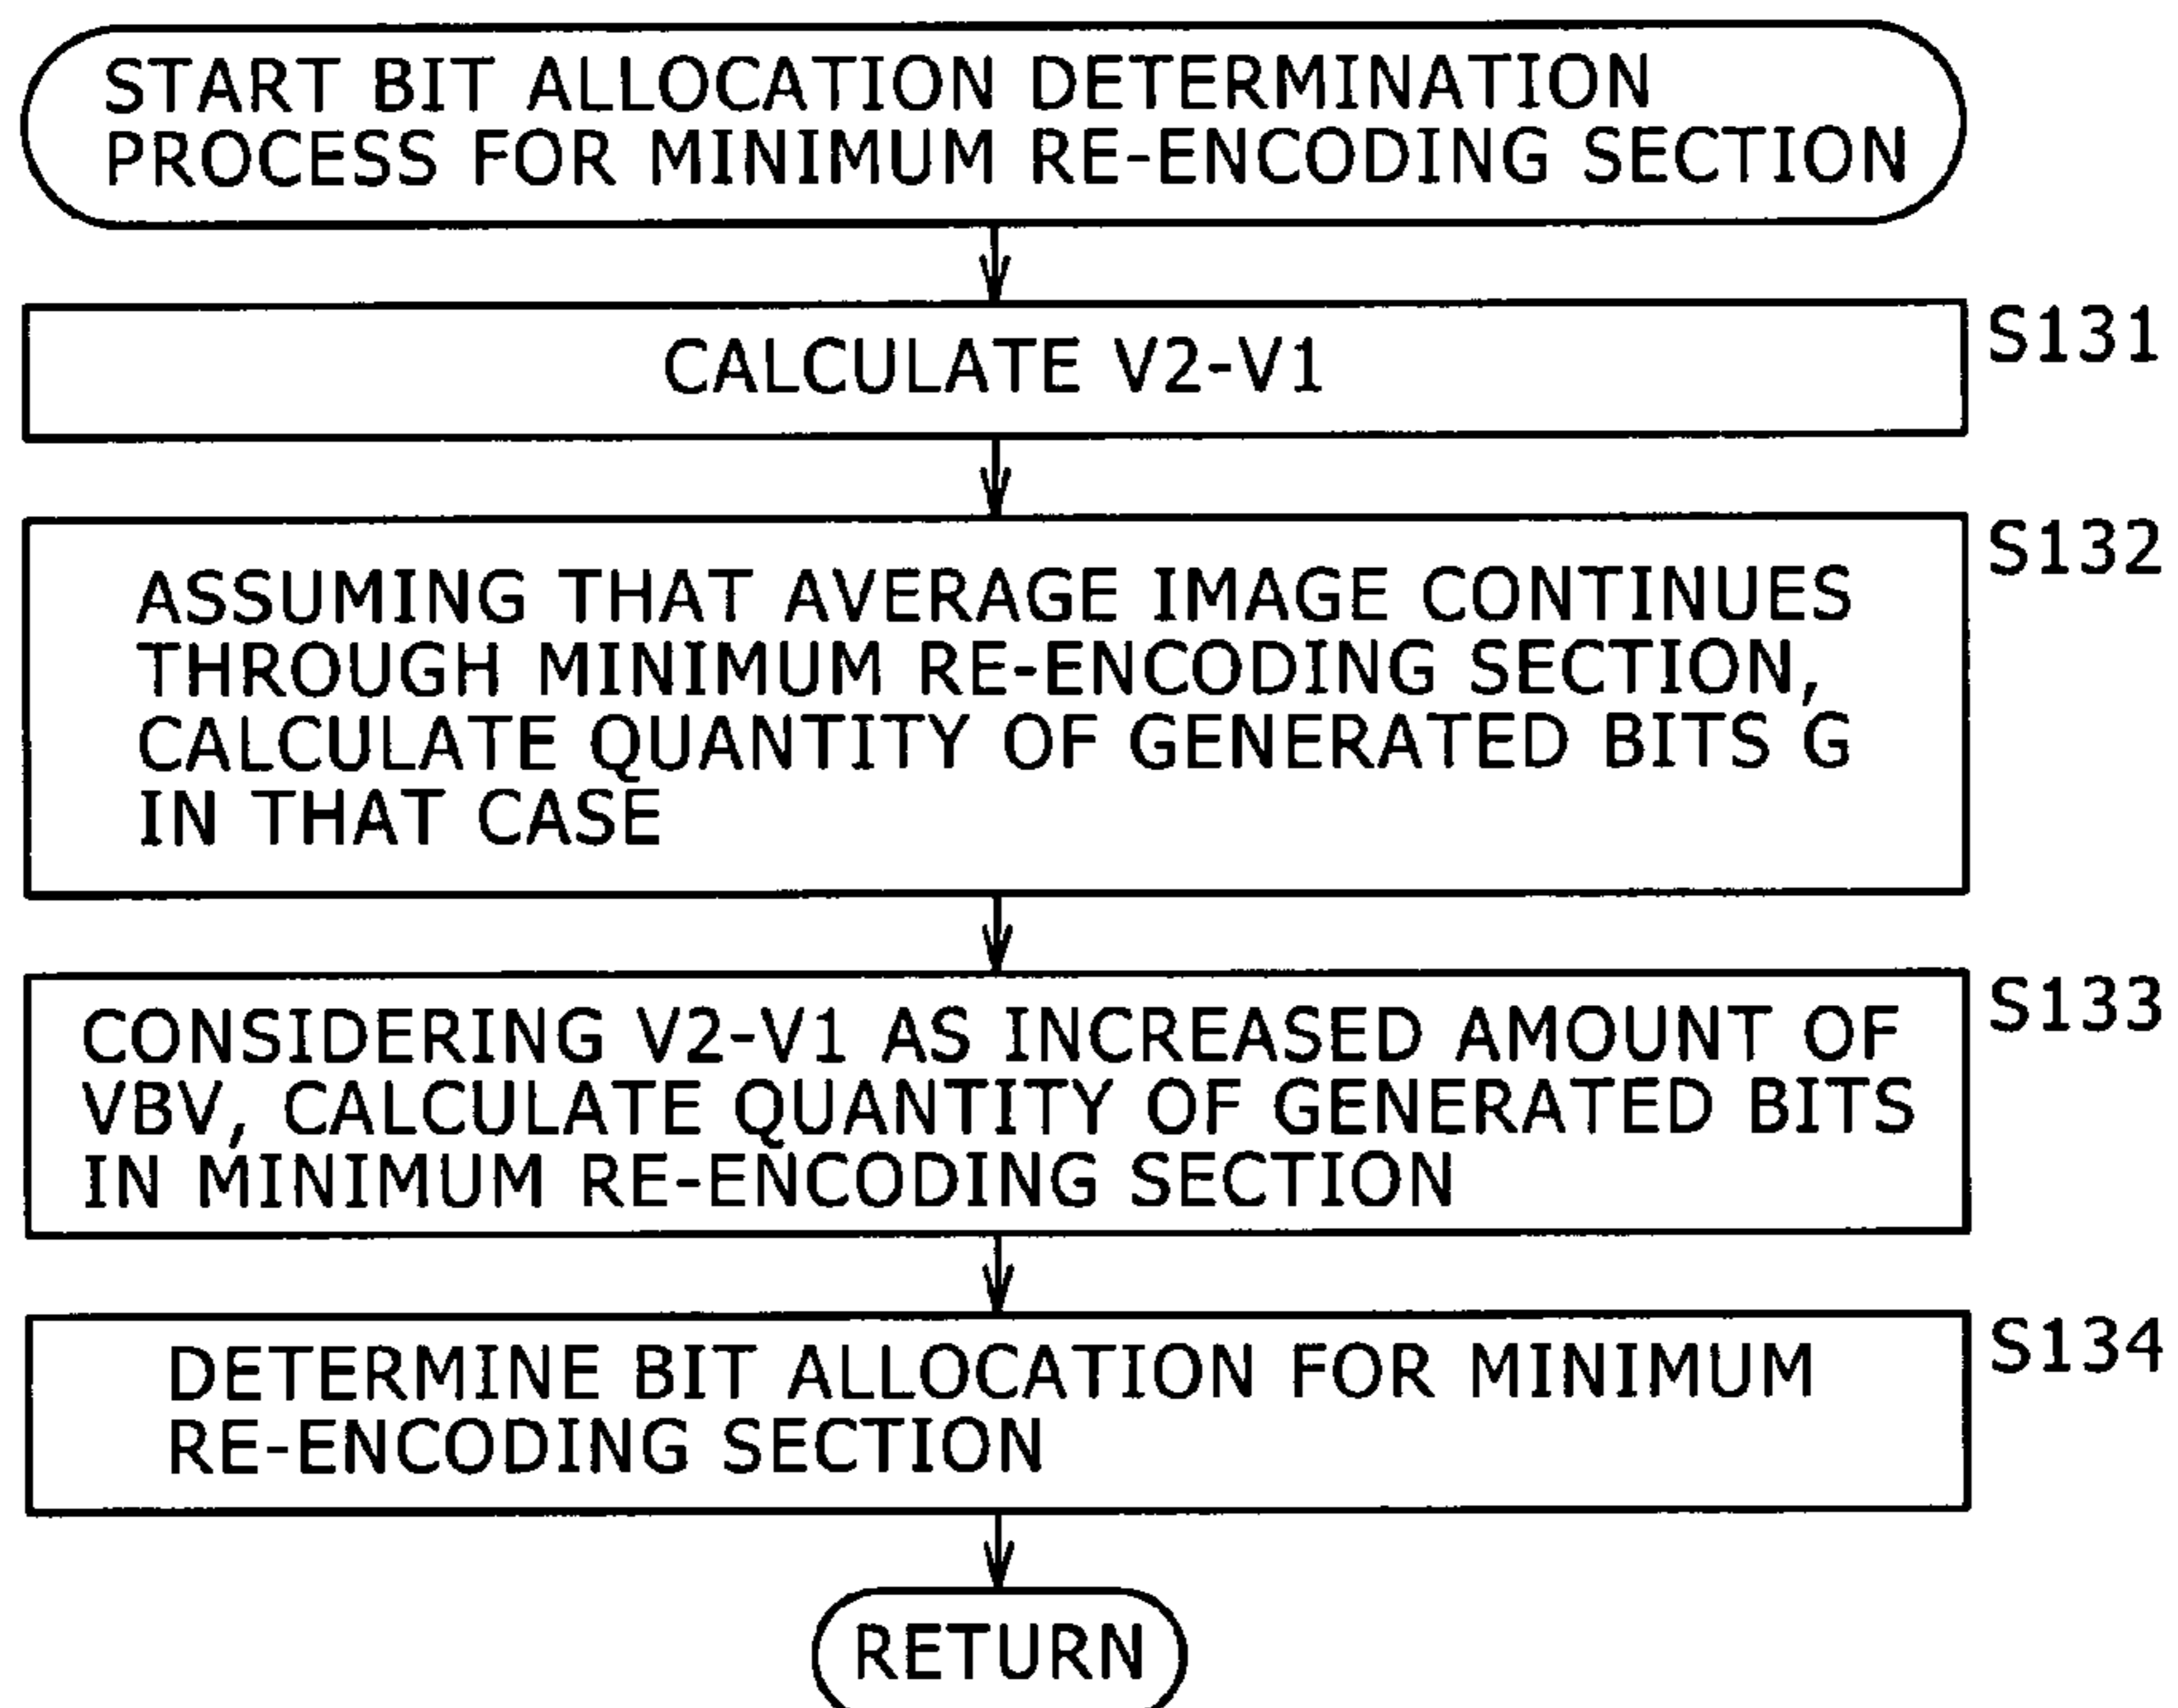 START BIT ALLOCATION DETERMINATION
PROCESS FOR MINIMUM RE-ENCODING SECTION
S131
CALCULATE V2-V1
S132
ASSUMING THAT AVERAGE IMAGE CONTINUES
THROUGH MINIMUM RE-ENCODING SECTION,
CALCULATE QUANTITY OF GENERATED BITS G
IN THAT CASE
S133
CONSIDERING V2-V1 AS INCREASED AMOUNT OF
VBV, CALCULATE QUANTITY OF GENERATED BITS
IN MINIMUM RE-ENCODING SECTION
S134
DETERMINE BIT ALLOCATION FOR MINIMUM
RE-ENCODING SECTION
RETURN